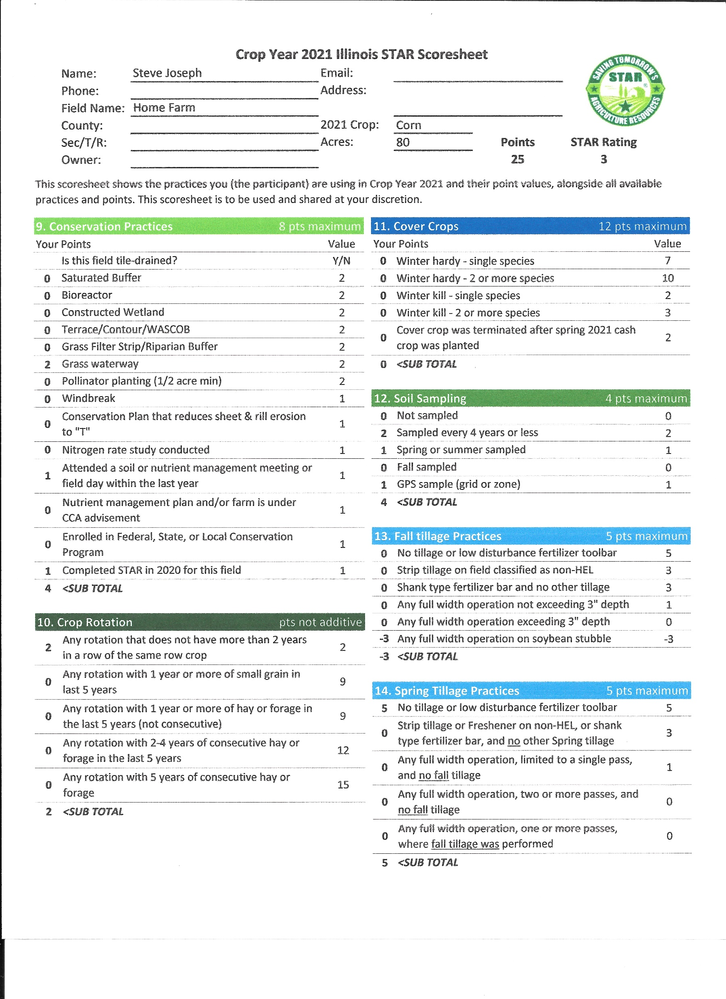 Crop Year 2021 Illinois STAR Scoresheet
SAVING TOMORROW'S
STAR
AGRICULTURE RESOURCES
Name: Steve Joseph Email:
Phone: Address:
Field Name: Home Farm
County: 2021 Crop: Corn
Sec/T/R: Acres: 80 Points STAR Rating
Owner: 25 3
This scoresheet shows the practices you (the participant) are using in Crop Year 2021 and their point values, alongside all available
practices and points. This scoresheet is to be used and shared at your discretion.
9. Conservation Practices 8 pts maximum
Your Points Value
Is this field tile-drained? Y/N
0 Saturated Buffer 2
0 Bioreactor 2
0 Constructed Wetland 2
0 Terrace/Contour/WASCOB 2
0 Grass Filter Strip/Riparian Buffer 2
2 Grass waterway 2
0 Pollinator planting (1/2 acre min) 2
0 Windbreak 1
0 Conservation Plan that reduces sheet & rill erosion
to "T" 1
0 Nitrogen rate study conducted 1
1 Attended a soil or nutrient management meeting or
field day within the last year 1
0 Nutrient management plan and/or farm is under
CCA advisement 1
0 Enrolled in Federal, State, or Local Conservation
Program 1
1 Completed STAR in 2020 for this field 1
4 <SUB TOTAL
10. Crop Rotation pts not additive
2 Any rotation that does not have more than 2 years
in a row of the same row crop 2
0 Any rotation with 1 year or more of small grain in
last 5 years 9
0 Any rotation with 1 year or more of hay or forage in
the last 5 years (not consecutive) 9
0 Any rotation with 2-4 years of consecutive hay or
forage in the last 5 years 12
0 Any rotation with 5 years of consecutive hay or
forage 15
2 <SUB TOTAL
11. Cover Crops 12 pts maximum
Your Points Value
0 Winter hardy - single species 7
0 Winter hardy - 2 or more species 10
0 Winter kill - single species 2
0 Winter kill - 2 or more species 3
0 Cover crop was terminated after spring 2021 cash
crop was planted 2
0 <SUB TOTAL
12. Soil Sampling 4 pts maximum
0 Not sampled 0
2 Sampled every 4 years or less 2
1 Spring or summer sampled 1
0 Fall sampled 0
1 GPS sample (grid or zone) 1
4 <SUB TOTAL
13. Fall tillage Practices 5 pts maximum
0 No tillage or low disturbance fertilizer toolbar 5
0 Strip tillage on field classified as non-HEL 3
0 Shank type fertilizer bar and no other tillage 3
0 Any full width operation not exceeding 3" depth 1
0 Any full width operation exceeding 3" depth 0
-3 Any full width operation on soybean stubble -3
-3 <SUB TOTAL
14. Spring Tillage Practices 5 pts maximum
5 No tillage or low disturbance fertilizer toolbar 5
0 Strip tillage or Freshener on non-HEL, or shank
type fertilizer bar, and no other Spring tillage 3
0 Any full width operation, limited to a single pass,
and no fall tillage 1
0 Any full width operation, two or more passes, and
no fall tillage 0
0 Any full width operation, one or more passes,
where fall tillage was performed 0
5 <SUB TOTAL